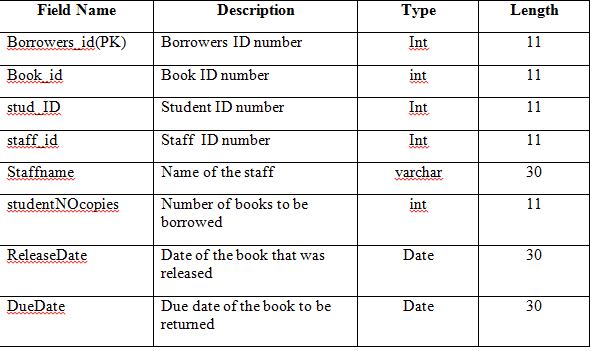 Field Name Description Type Length
Borrowers_id(PK) Borrowers ID number Int 11
Book_id Book ID number int 11
stud_ID Student ID number Int 11
staff_id Staff ID number Int 11
Staffname Name of the staff varchar 30
studentNOcopies Number of books to be int 11
borrowed
ReleaseDate Date of the book that was Date 30
released
DueDate Due date of the book to be Date 30
returned